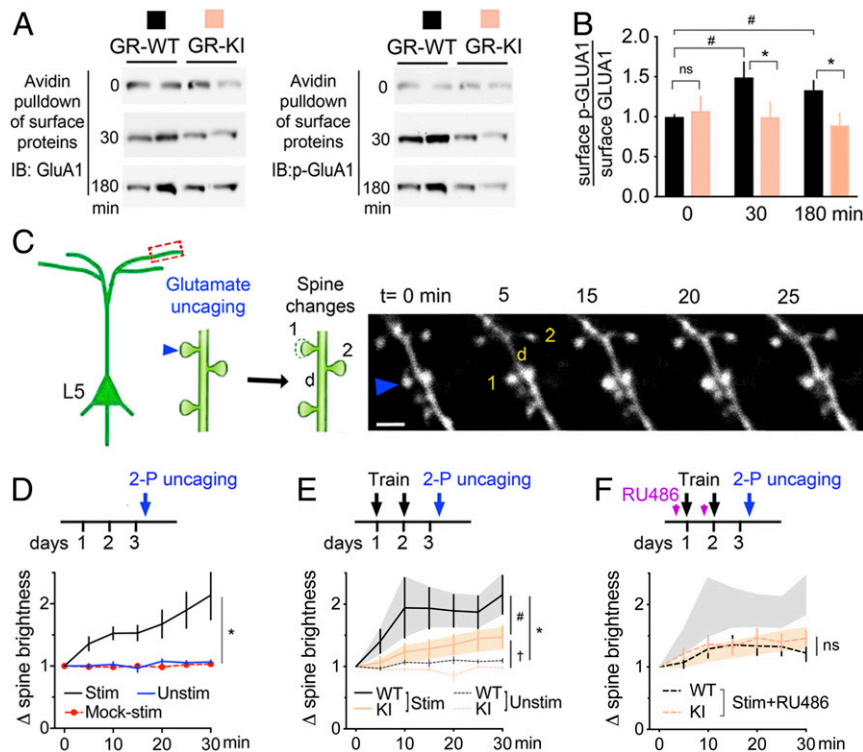 A
GR-WT GR-KI
Avidin
pulldown
of surface
proteins
IB: GluA1
0
30
180
min
GR-WT GR-KI
Avidin
pulldown
of surface
proteins
IB:p-GluA1
0
30
180
min
B
surface p-GLUA1
surface GLUA1
2.0
1.5
1.0
0.5
0.0
#
#
ns
*
*
0 30 180 min
C
L5
Glutamate
uncaging
Spine
changes
1
2
d
t= 0 min 5 15 20 25
2
d
1
D
2-P uncaging
days 1 2 3
Δ spine brightness
2
1
*
Stim Unstim
Mock-stim
0 10 20 30 min
E
Train 2-P uncaging
days 1 2 3
Δ spine brightness
2
1
#
*
†
WT
KI
Stim
WT
KI
Unstim
0 10 20 30 min
F
Train 2-P uncaging
RU486
days 1 2 3
Δ spine brightness
2
1
ns
WT
KI
Stim+RU486
0 10 20 30 min